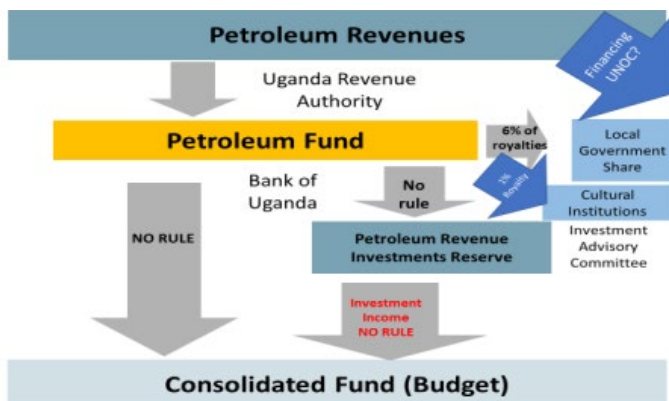 Petroleum Revenues
Financing
UNOC?
Uganda Revenue
Authority
Petroleum Fund
6% of
royalties
Local
Government
Share
Bank of
Uganda
No
rule
1% Royalty
Cultural
Institutions
NO RULE
Petroleum Revenue
Investments Reserve
Investment
Advisory
Committee
Investment
Income
NO RULE
Consolidated Fund (Budget)